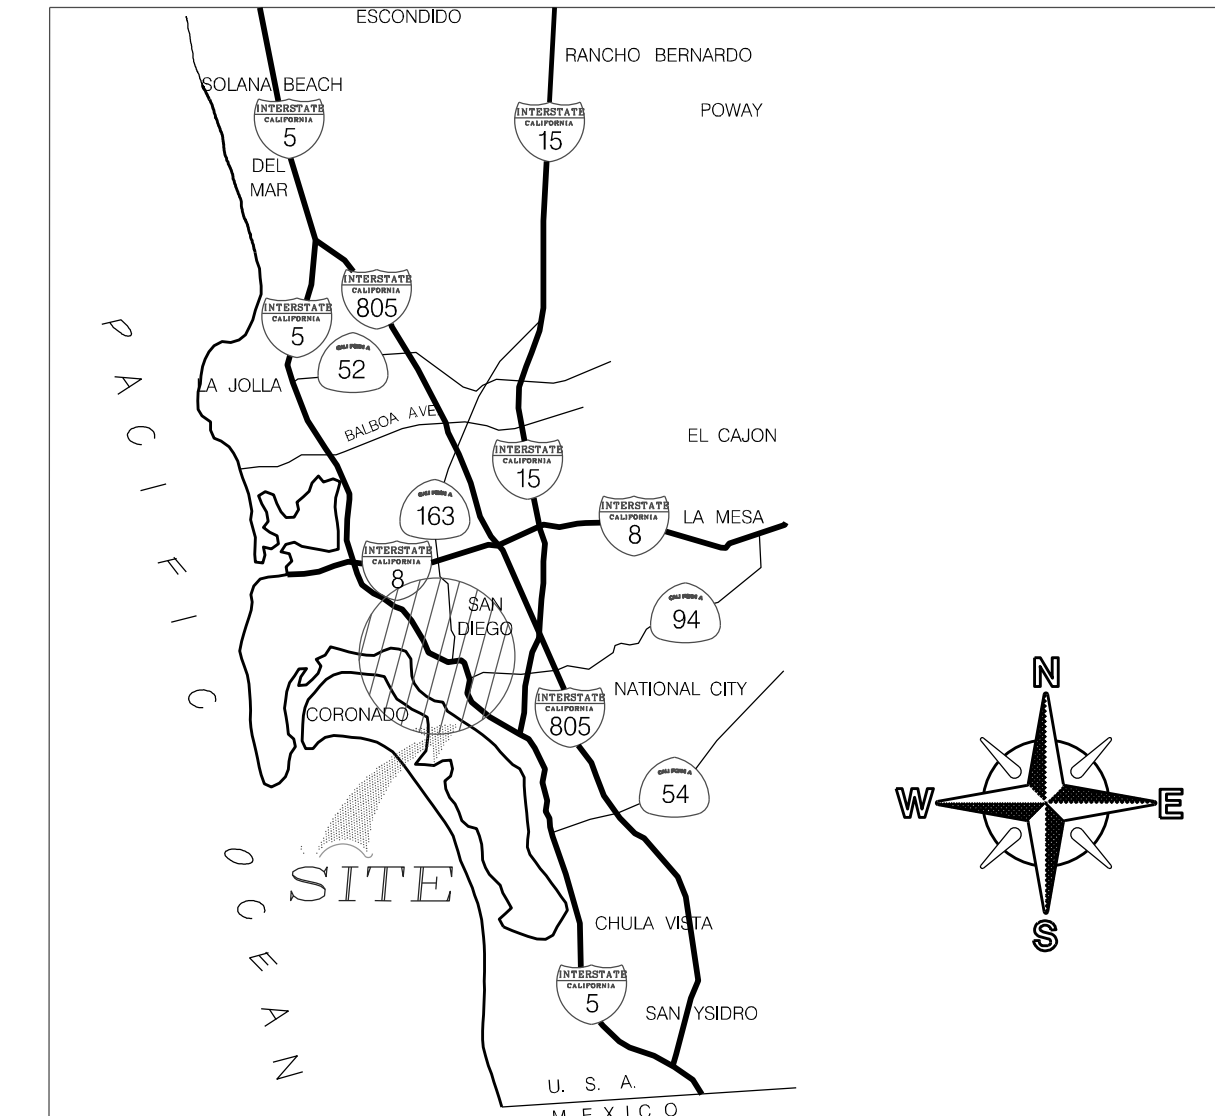 ESCONDIDO
RANCHO BERNARDO
SOLANA BEACH
POWAY
INTERSTATE
CALIFORNIA
5
INTERSTATE
CALIFORNIA
15
DEL
MAR
INTERSTATE
CALIFORNIA
805
INTERSTATE
CALIFORNIA
5
52
LA JOLLA
BALBOA AVE
EL CAJON
INTERSTATE
CALIFORNIA
15
163
INTERSTATE
CALIFORNIA
8
LA MESA
INTERSTATE
CALIFORNIA
8
PACIFIC
OCEAN
SAN
DIEGO
94
NATIONAL CITY
CORONADO
INTERSTATE
CALIFORNIA
805
54
SITE
N
W
E
S
CHULA VISTA
INTERSTATE
CALIFORNIA
5
SAN YSIDRO
U. S. A.
MEXICO